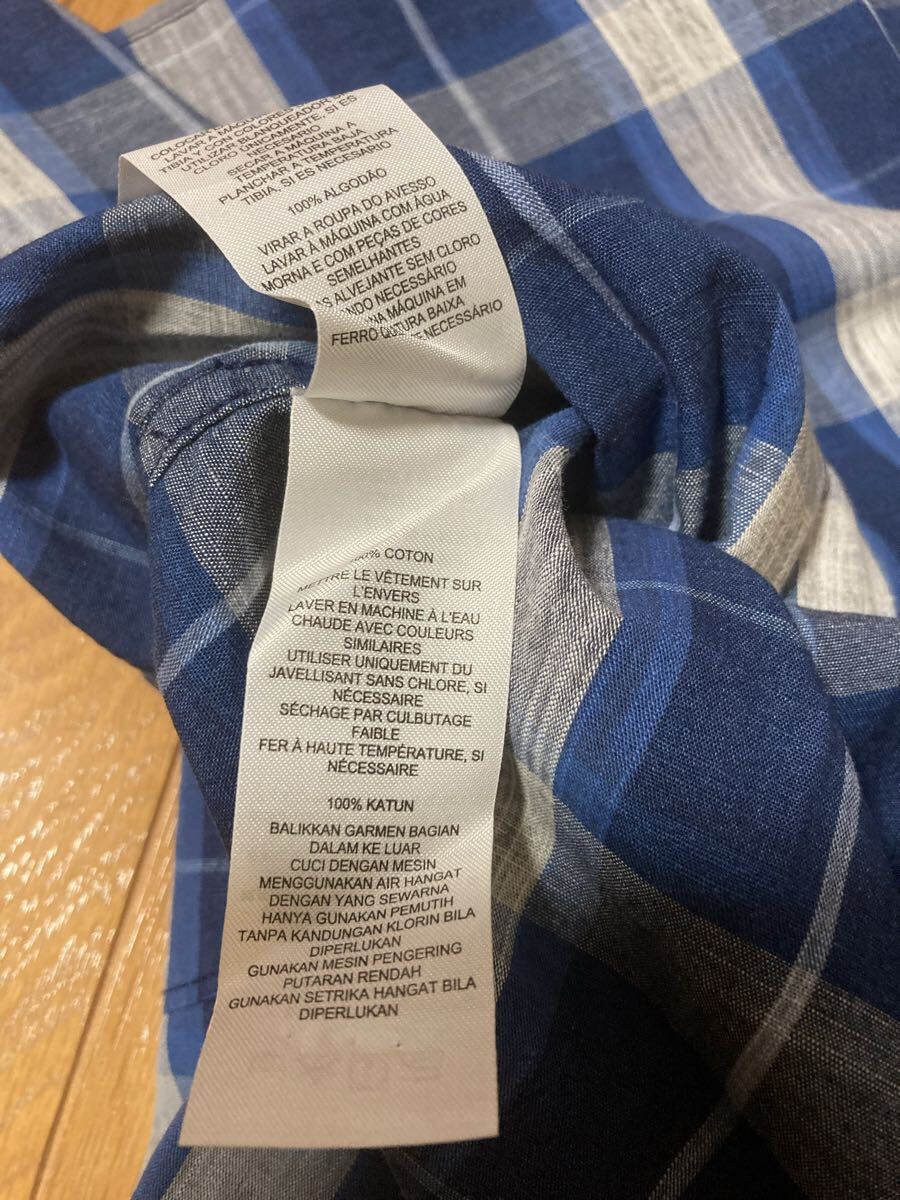 COLOCAR
LAVAR A MÁQUINA
TIBIA Y CON COLORES
UTILIZAR BLANQUEADOR SIN
CLORO ÚNICAMENTE, SI ES
NECESARIO
SECAR A MÁQUINA A
TEMPERATURA BAJA
PLANCHAR A TEMPERATURA
TIBIA, SI ES NECESARIO
100% ALGODÃO
VIRAR A ROUPA DO AVESSO
LAVAR À MÁQUINA COM ÁGUA
MORNA E COM PEÇAS DE CORES
SEMELHANTES
ALVEJANTE SEM CLORO
NDO NECESSÁRIO
NA MÁQUINA EM
FERRO BAIXA
E NECESSÁRIO
% COTON
METTRE LE VÊTEMENT SUR
L'ENVERS
LAVER EN MACHINE À L'EAU
CHAUDE AVEC COULEURS
SIMILAIRES
UTILISER UNIQUEMENT DU
JAVELLISANT SANS CHLORE, SI
NÉCESSAIRE
SÉCHAGE PAR CULBUTAGE
FAIBLE
FER À HAUTE TEMPÉRATURE, SI
NÉCESSAIRE
100% KATUN
BALIKKAN GARMEN BAGIAN
DALAM KE LUAR
CUCI DENGAN MESIN
MENGGUNAKAN AIR HANGAT
DENGAN YANG SEWARNA
HANYA GUNAKAN PEMUTIH
TANPA KANDUNGAN KLORIN BILA
DIPERLUKAN
GUNAKAN MESIN PENGERING
PUTARAN RENDAH
GUNAKAN SETRIKA HANGAT BILA
DIPERLUKAN